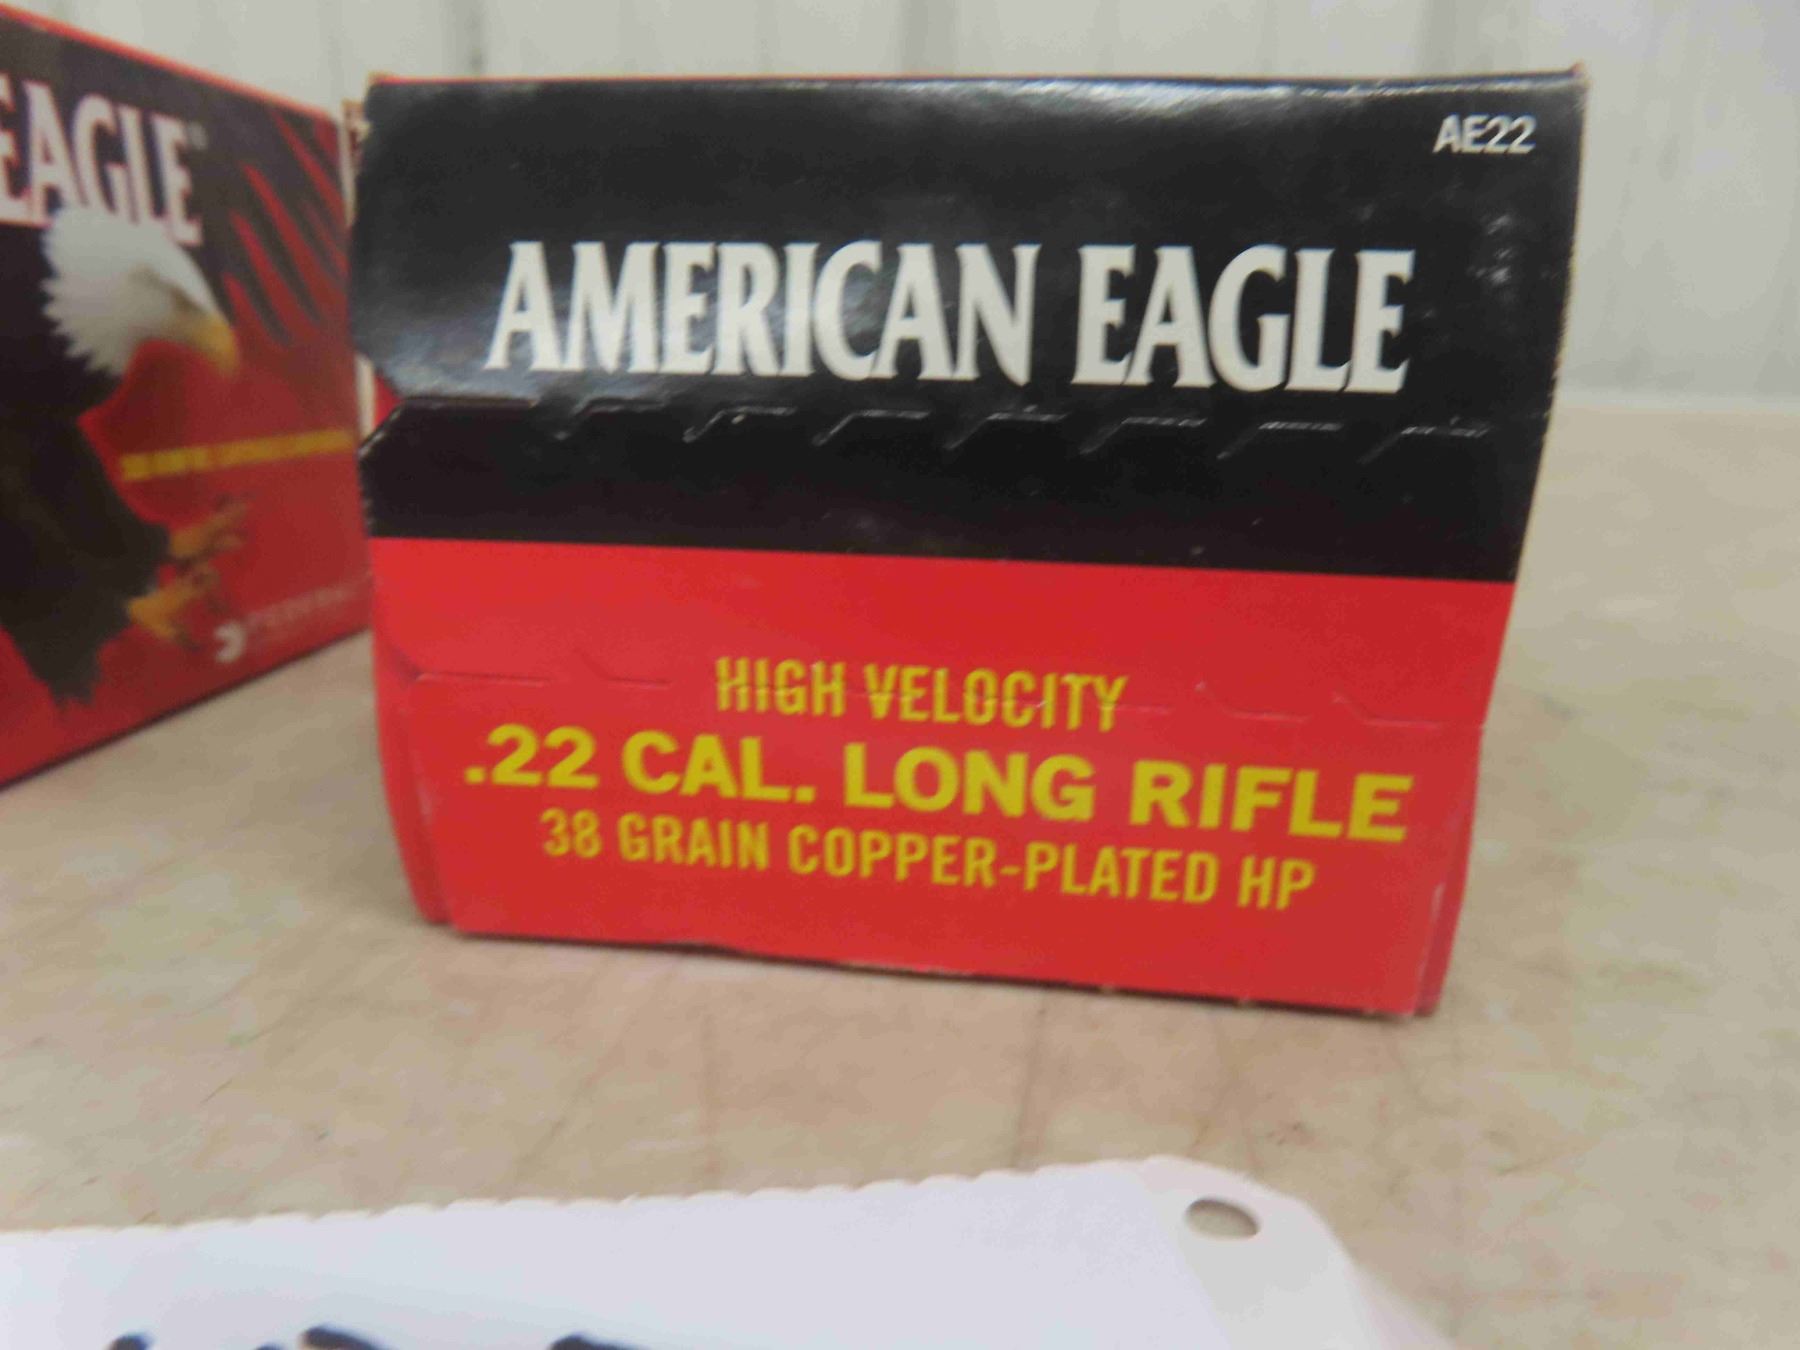 EAGLE®
AE22
AMERICAN EAGLE
HIGH VELOCITY
.22 CAL. LONG RIFLE
38 GRAIN COPPER-PLATED HP